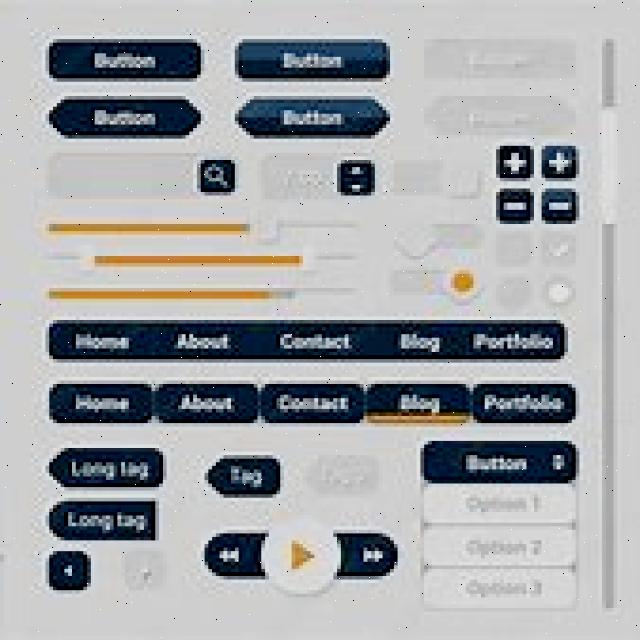 Button Button
Button Button
Home About Contact Blog Portfolio
Home About Contact Blog Portfolio
Long tag
Tag
Button
Long tag
Option 1
Option 2
Option 3